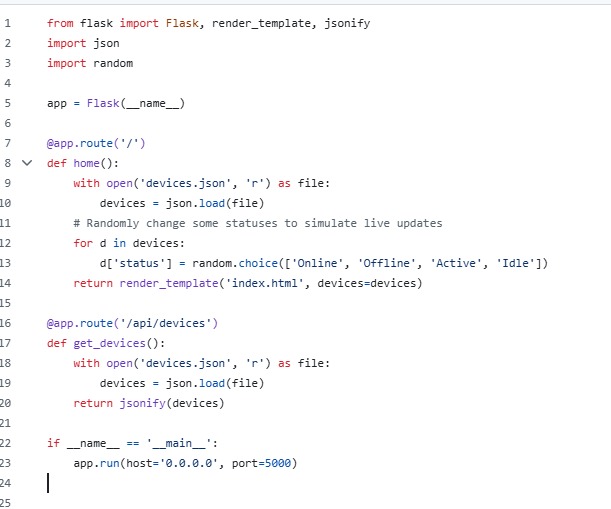 1 from flask import Flask, render_template, jsonify
2 import json
3 import random
4
5 app = Flask(__name__)
6
7 @app.route('/')
8 def home():
9     with open('devices.json', 'r') as file:
10         devices = json.load(file)
11     # Randomly change some statuses to simulate live updates
12     for d in devices:
13         d['status'] = random.choice(['Online', 'Offline', 'Active', 'Idle'])
14     return render_template('index.html', devices=devices)
15
16 @app.route('/api/devices')
17 def get_devices():
18     with open('devices.json', 'r') as file:
19         devices = json.load(file)
20     return jsonify(devices)
21
22 if __name__ == '__main__':
23     app.run(host='0.0.0.0', port=5000)
24
25